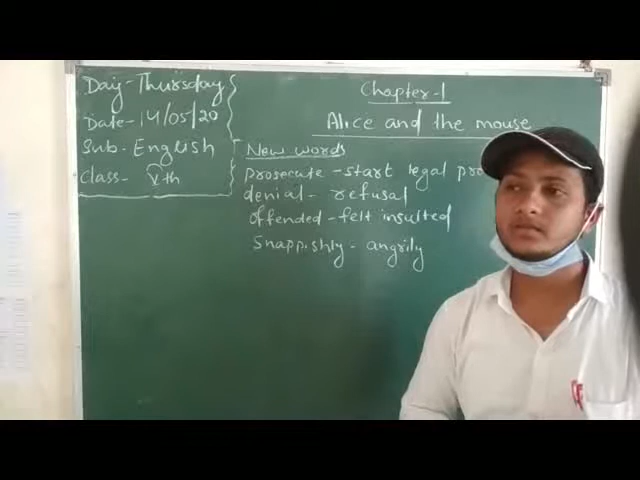 Day - Thursday
Date - 14/05/20
Sub - English
Class - Vth
Chapter - 1
Alice and the mouse
New words
prosecute - start legal
denial - refusal
offended - felt insulted
Snappishly - angrily